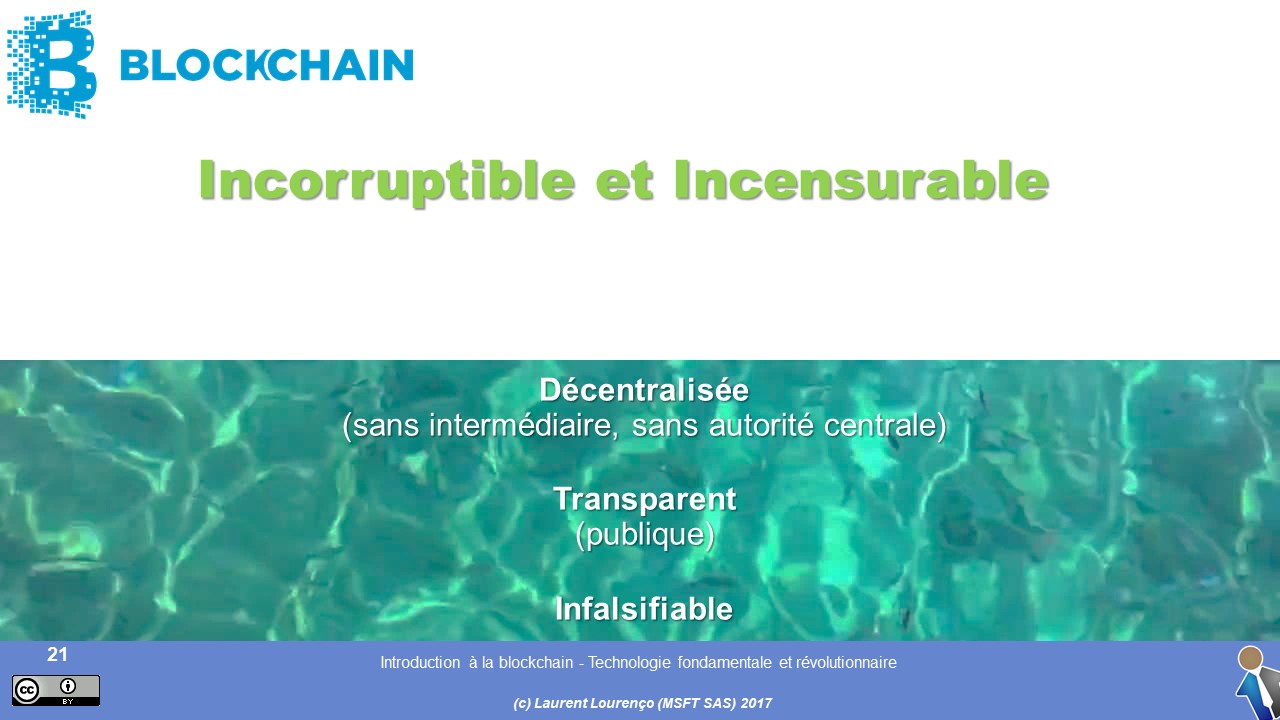 BLOCKCHAIN
Incorruptible et Incensurable
Décentralisée
(sans intermédiaire, sans autorité centrale)
Transparent
(publique)
Infalsifiable
21
Introduction à la blockchain - Technologie fondamentale et révolutionnaire
cc
BY
(c) Laurent Lourenço (MSFT SAS) 2017